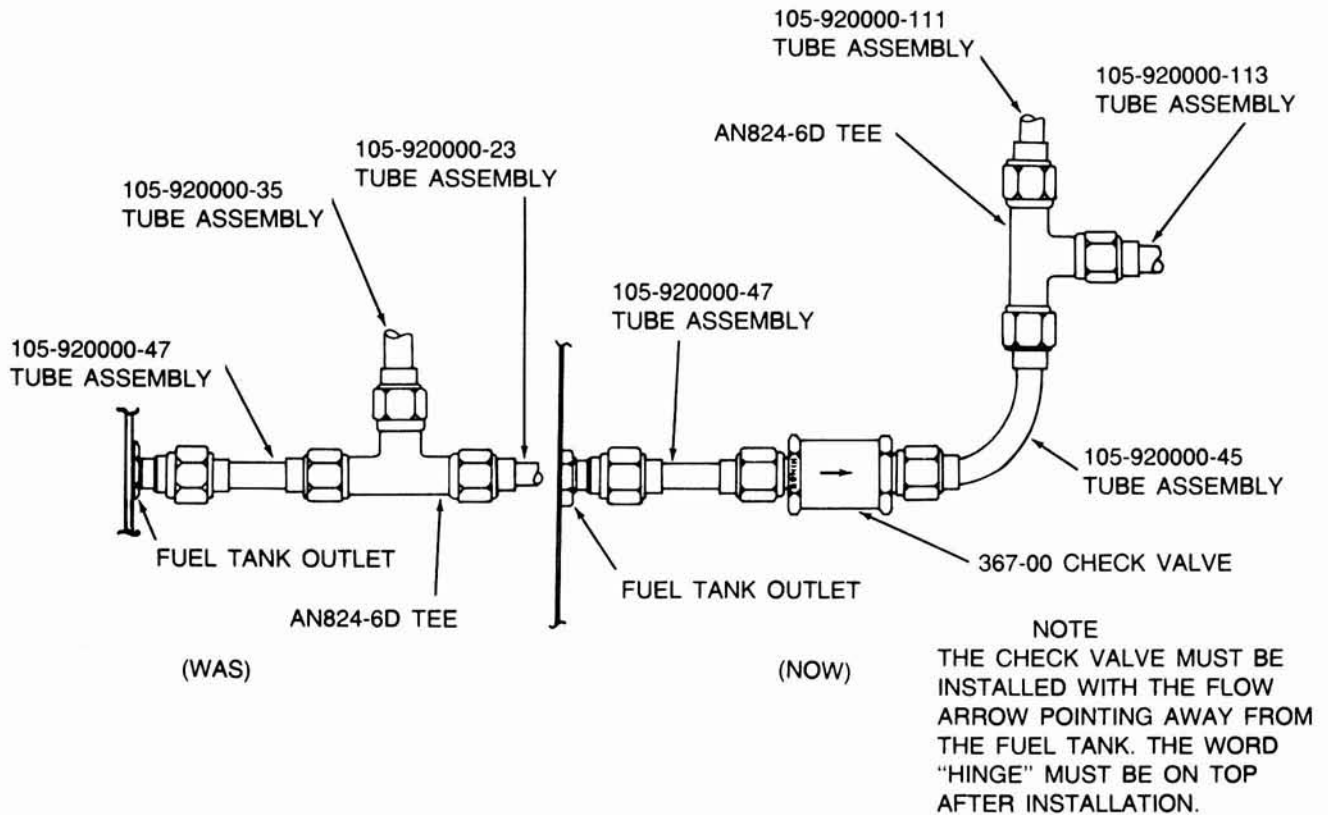 105-920000-111
TUBE ASSEMBLY
105-920000-113
TUBE ASSEMBLY
AN824-6D TEE
105-920000-23
TUBE ASSEMBLY
105-920000-35
TUBE ASSEMBLY
105-920000-47
TUBE ASSEMBLY
105-920000-47
TUBE ASSEMBLY
HINGE
105-920000-45
TUBE ASSEMBLY
FUEL TANK OUTLET
367-00 CHECK VALVE
FUEL TANK OUTLET
AN824-6D TEE
(WAS)
(NOW)
NOTE
THE CHECK VALVE MUST BE
INSTALLED WITH THE FLOW
ARROW POINTING AWAY FROM
THE FUEL TANK. THE WORD
“HINGE” MUST BE ON TOP
AFTER INSTALLATION.